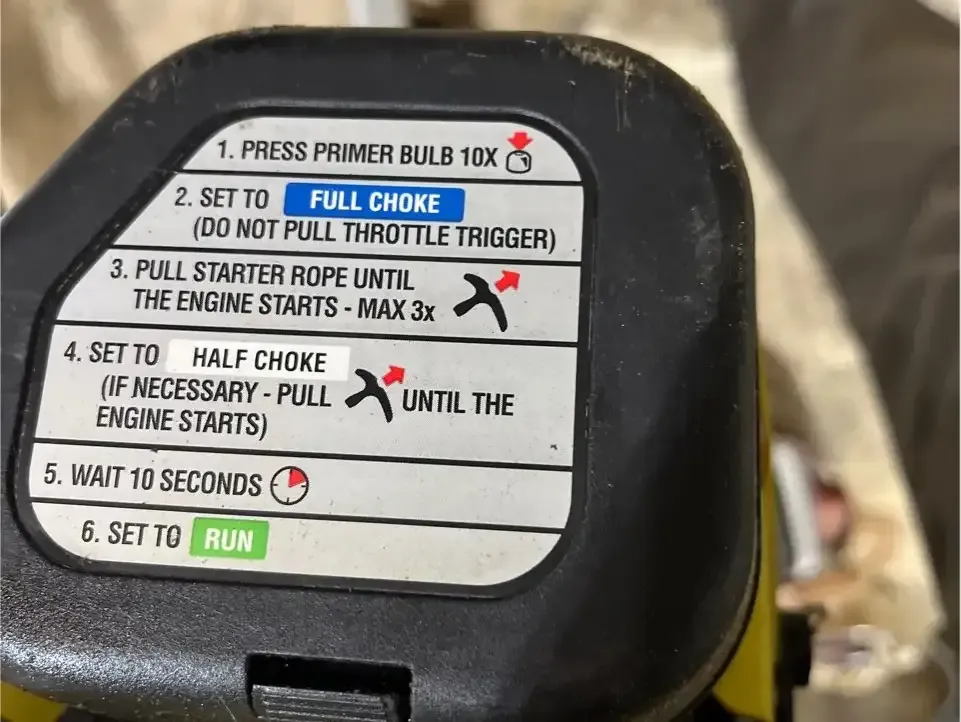 1. PRESS PRIMER BULB 10X
2. SET TO FULL CHOKE
(DO NOT PULL THROTTLE TRIGGER)
3. PULL STARTER ROPE UNTIL
THE ENGINE STARTS - MAX 3x
4. SET TO HALF CHOKE
(IF NECESSARY - PULL UNTIL THE
ENGINE STARTS)
5. WAIT 10 SECONDS
6. SET TO RUN